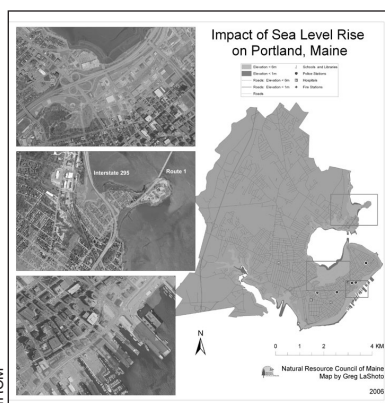 Impact of Sea Level Rise
on Portland, Maine
Elevation < 6m
Elevation < 1m
Roads: Elevation < 6m
Roads: Elevation < 1m
Roads
Schools, and Libraries
Police Stations
Hospitals
Fire Stations
Interstate 295
Route 1
N
0 1 2 4 KM
Natural Resource Council of Maine
Map by Greg LaShoto
2006